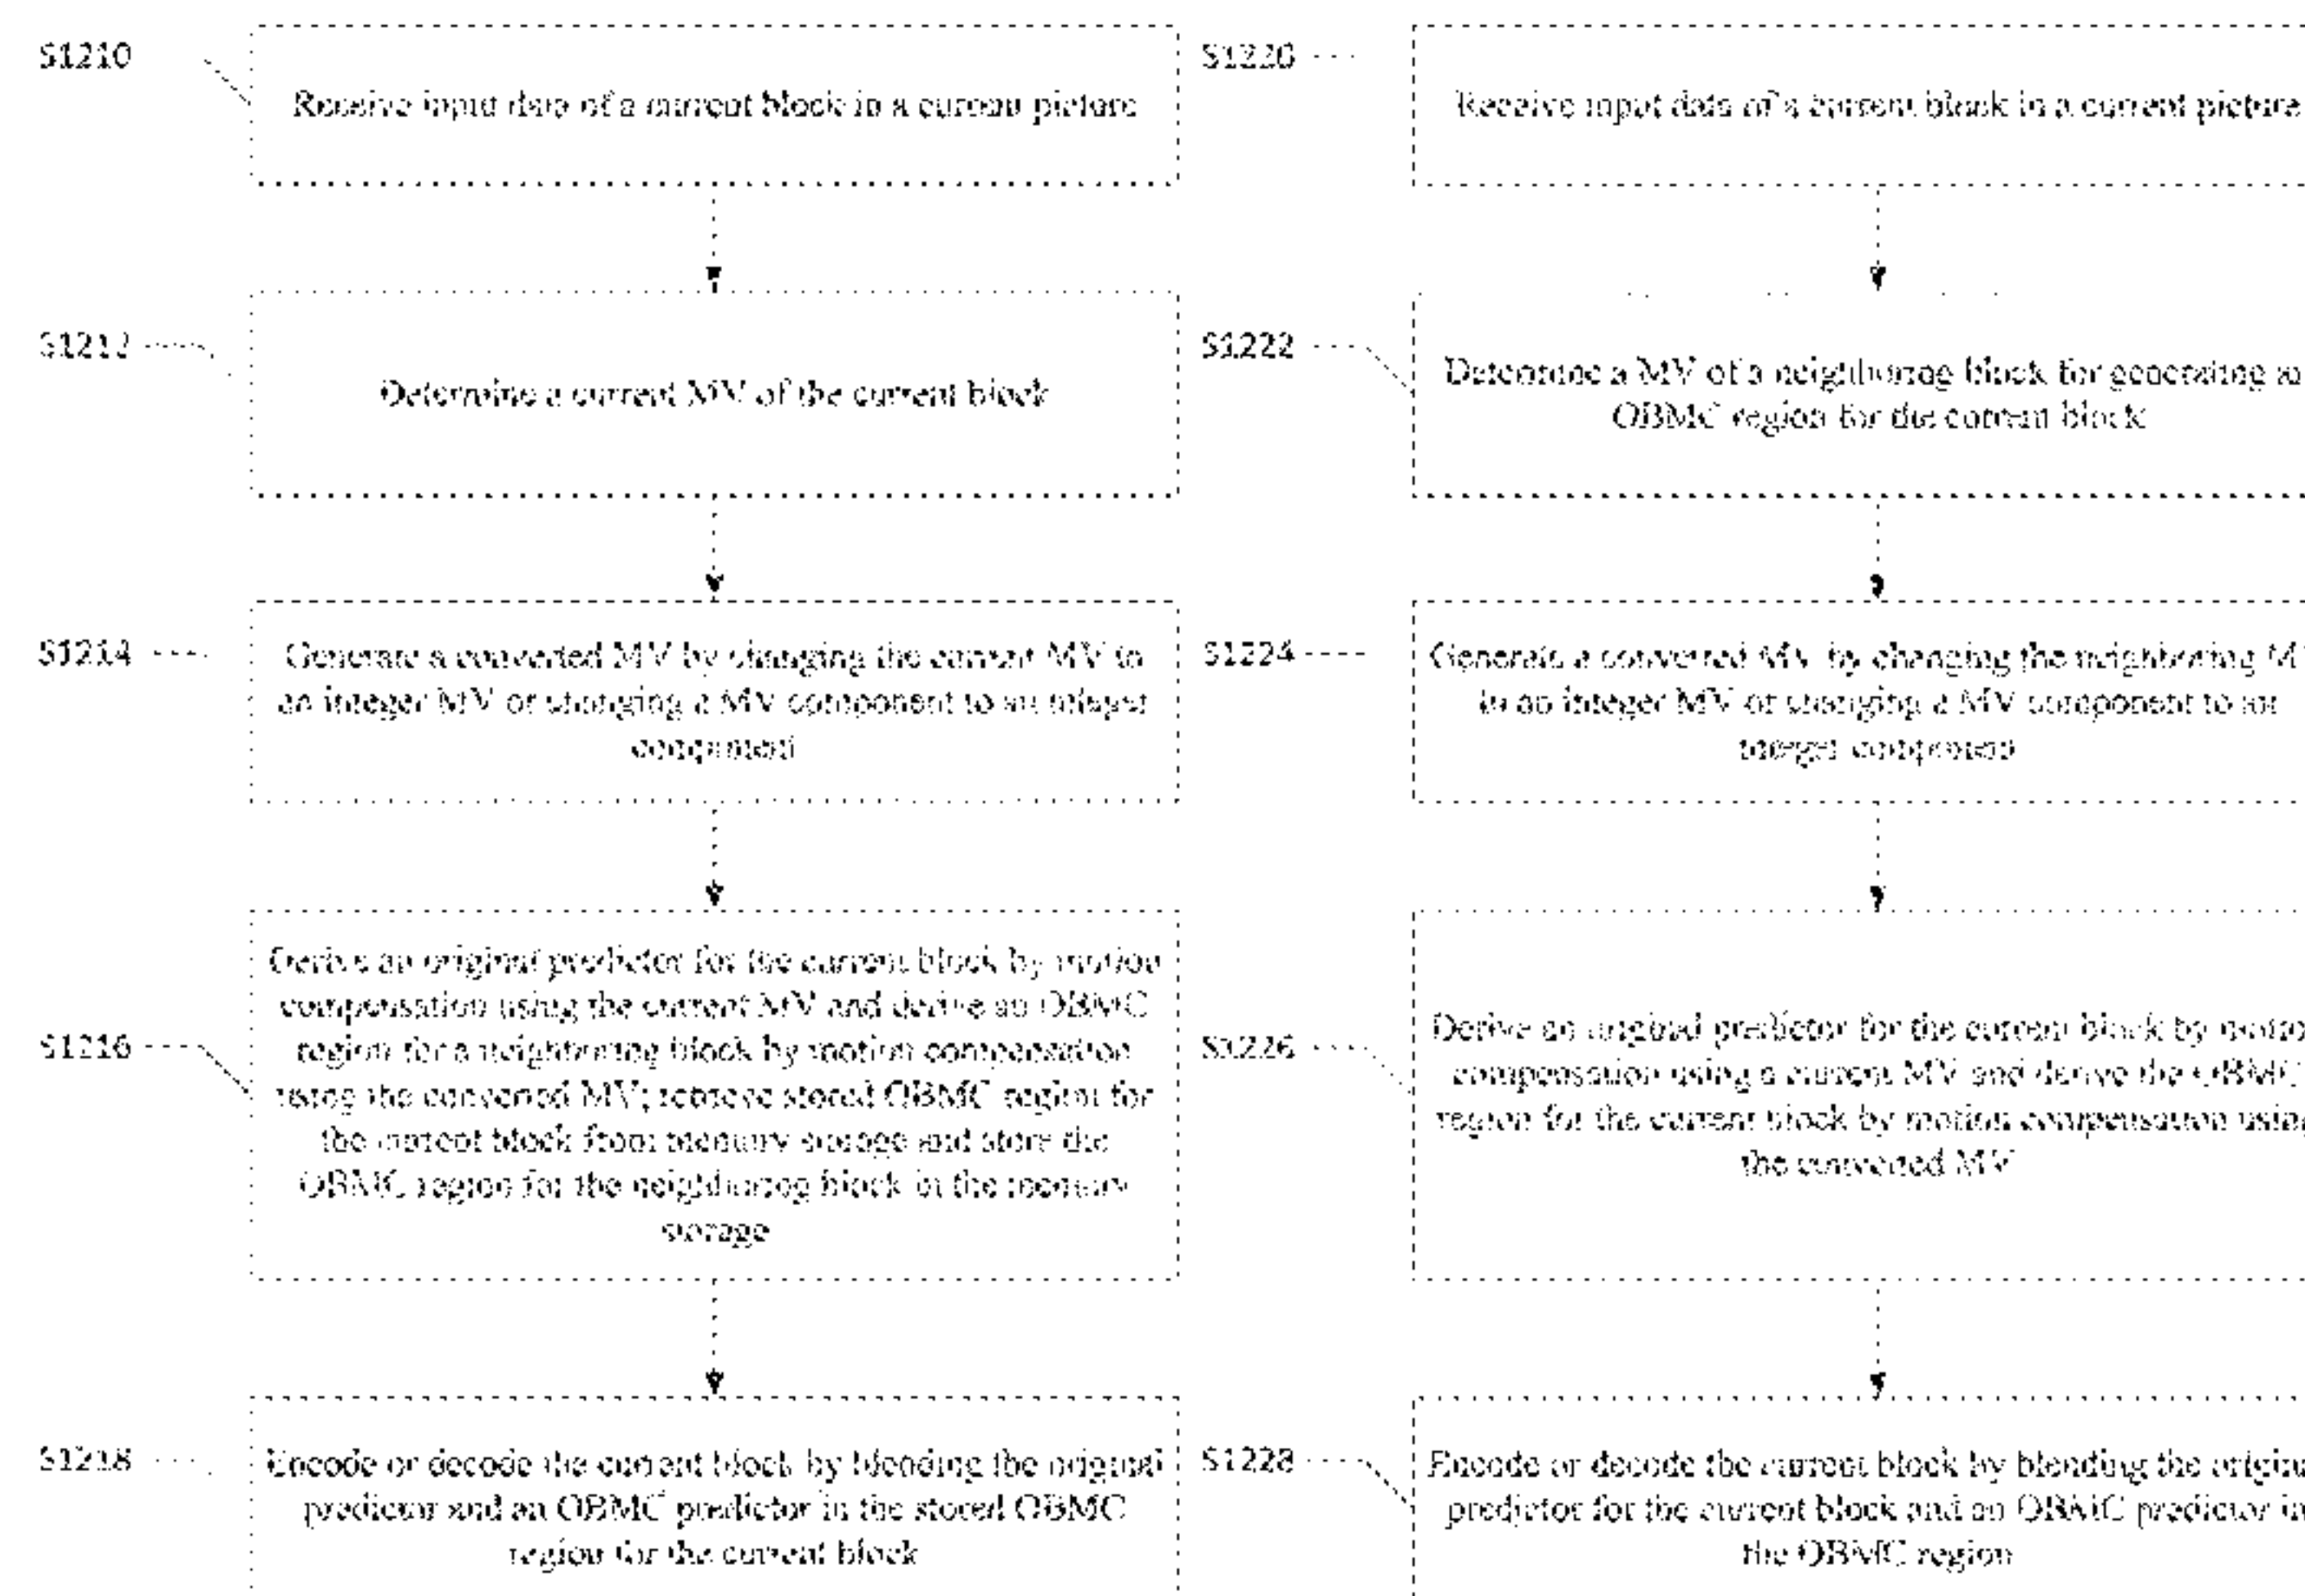 S1210
Receive input data of a current block in a current picture
S1212
Determine a current MV of the current block
S1214
Generate a converted MV by changing the current MV to
an integer MV or changing a MV component to an integer
component
S1216
Derive an original predictor for the current block by motion
compensation using the current MV and derive an OBMC
region for a neighboring block by motion compensation
using the converted MV; retrieve stored OBMC region for
the current block from memory storage and store the
OBMC region for the neighboring block in the memory
storage
S1218
Encode or decode the current block by blending the original
predictor and an OBMC predictor in the stored OBMC
region for the current block
S1220
Receive input data of a current block in a current picture
S1222
Determine a MV of a neighboring block for generating an
OBMC region for the current block
S1224
Generate a converted MV by changing the neighboring M
to an integer MV or changing a MV component to an
integer component
S1226
Derive an original predictor for the current block by motio
compensation using a current MV and derive the OBMC
region for the current block by motion compensation using
the converted MV
S1228
Encode or decode the current block by blending the origina
predictor for the current block and an OBMC predictor in
the OBMC region